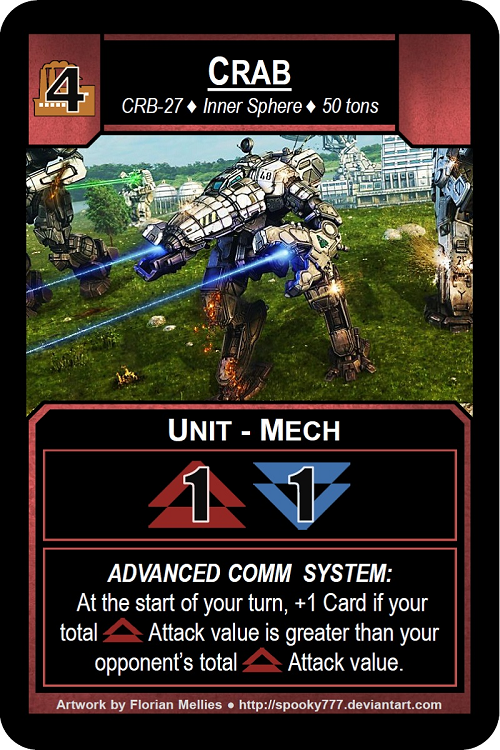 4
CRAB
CRB-27 ♦ Inner Sphere ♦ 50 tons
48
UNIT - MECH
1 1
ADVANCED COMM SYSTEM:
At the start of your turn, +1 Card if your
total Attack value is greater than your
opponent's total Attack value.
Artwork by Florian Mellies ● http://spooky777.deviantart.com